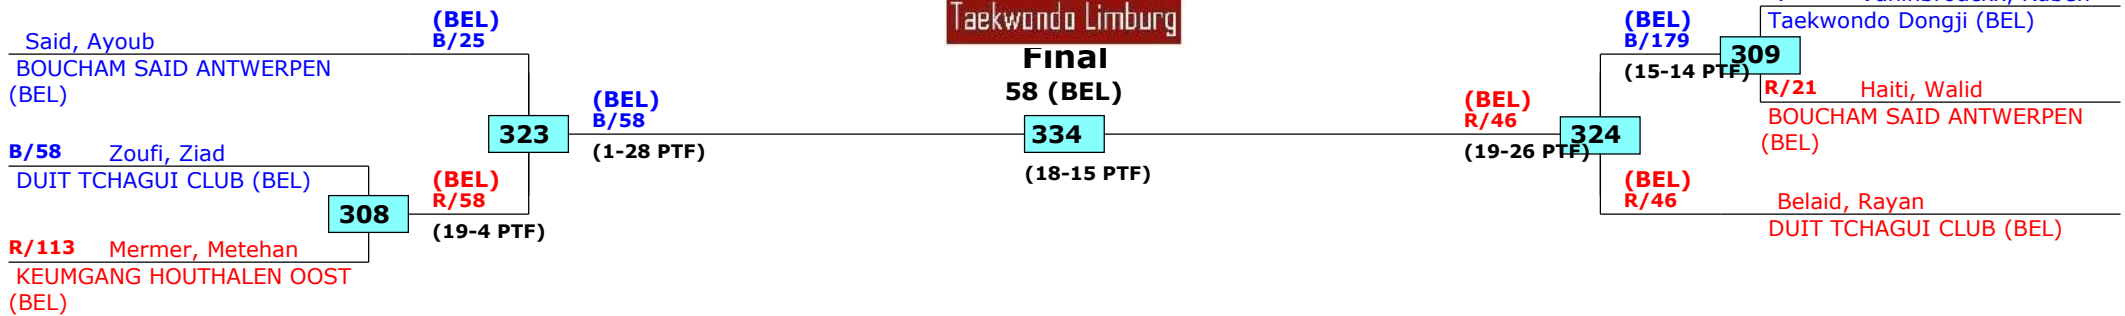 Taekwondo Limburg
Final
58 (BEL)
334
(18-15 PTF)
Said, Ayoub
BOUCHAM SAID ANTWERPEN
(BEL)
(BEL)
B/25
B/58 Zoufi, Ziad
DUIT TCHAGUI CLUB (BEL)
308
R/113 Mermer, Metehan
KEUMGANG HOUTHALEN OOST
(BEL)
(BEL)
R/58
(19-4 PTF)
323
(BEL)
B/58
(1-28 PTF)
(BEL)
R/46
(19-26 PTF)
324
(BEL)
B/179
(15-14 PTF)
309
Taekwondo Dongji (BEL)
R/21 Haiti, Walid
BOUCHAM SAID ANTWERPEN
(BEL)
(BEL)
R/46
Belaid, Rayan
DUIT TCHAGUI CLUB (BEL)